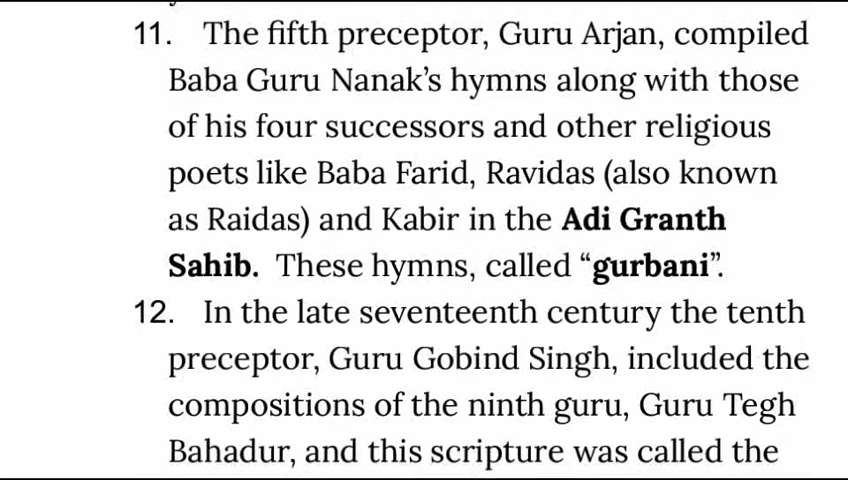 11. The fifth preceptor, Guru Arjan, compiled
Baba Guru Nanak’s hymns along with those
of his four successors and other religious
poets like Baba Farid, Ravidas (also known
as Raidas) and Kabir in the Adi Granth
Sahib. These hymns, called “gurbani”.
12. In the late seventeenth century the tenth
preceptor, Guru Gobind Singh, included the
compositions of the ninth guru, Guru Tegh
Bahadur, and this scripture was called the